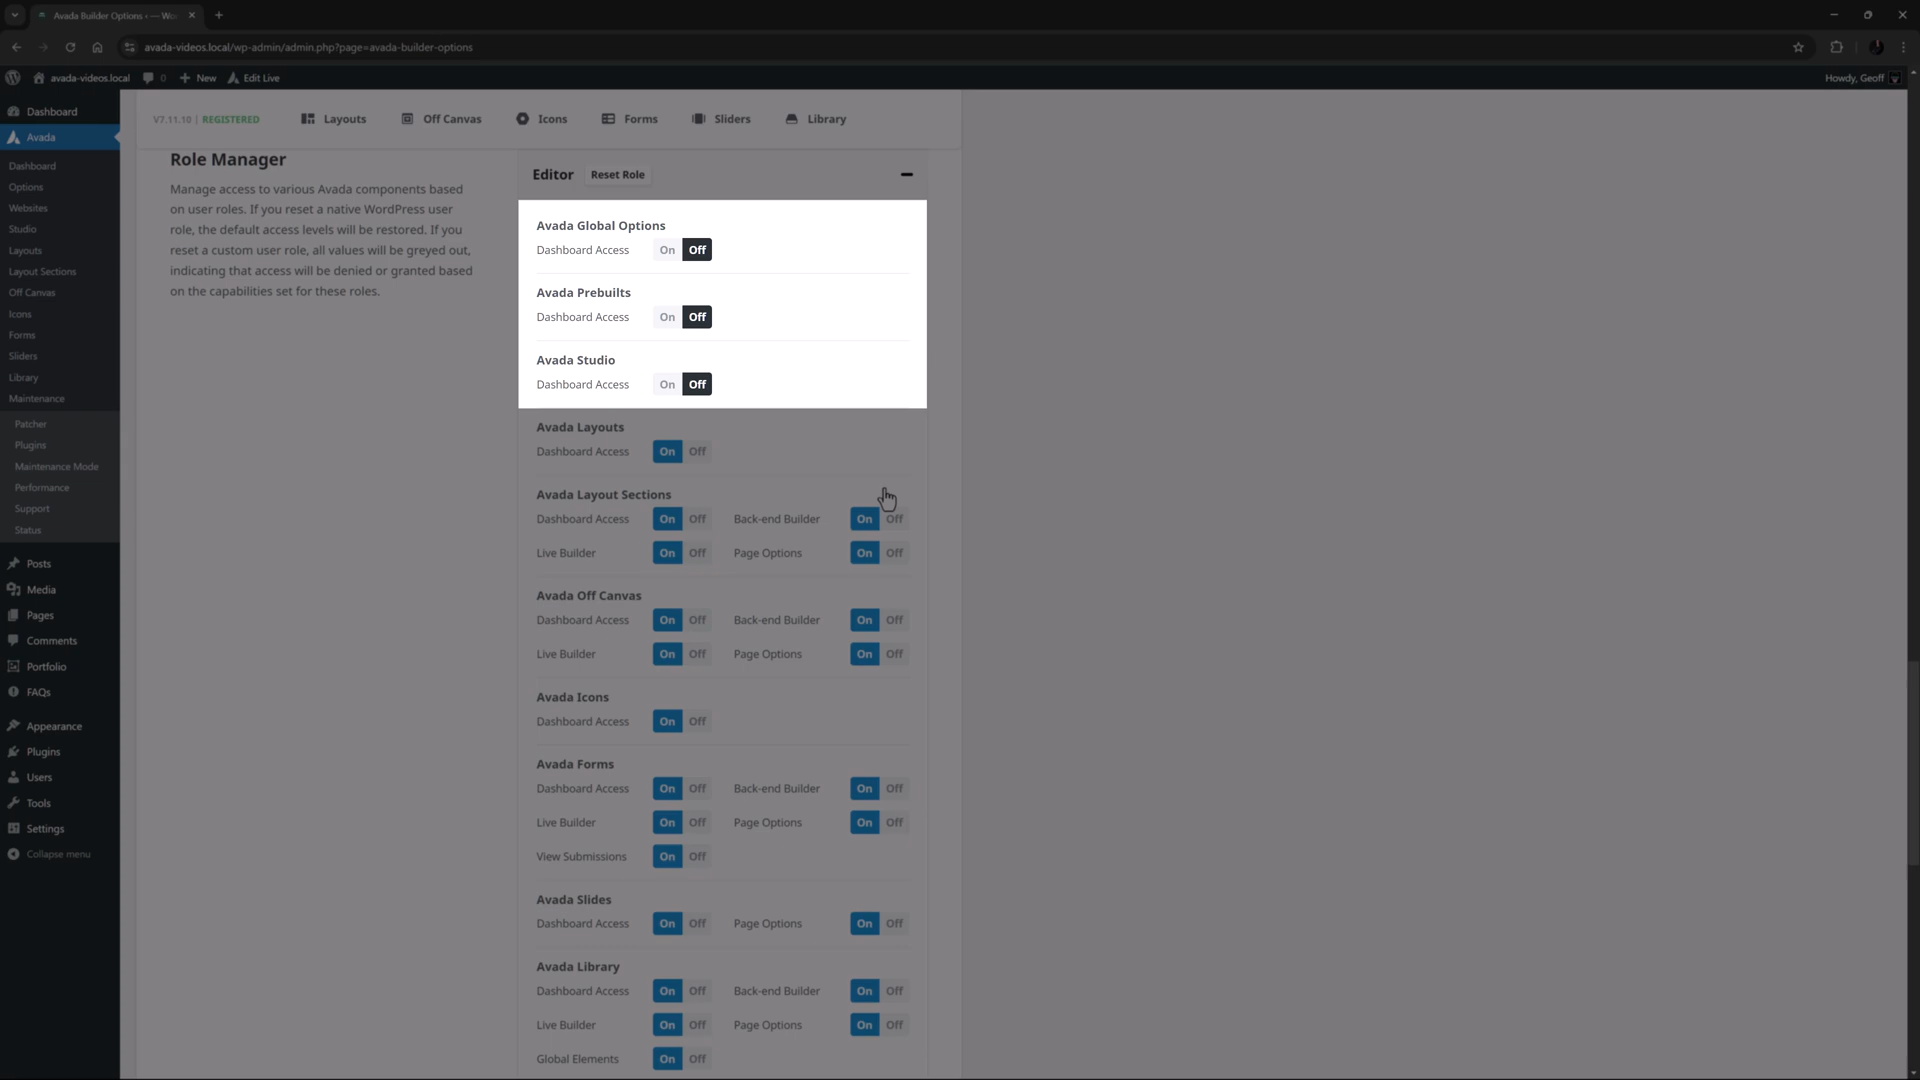 Avada Builder Options ‹ — Wo
avada-videos.local/wp-admin/admin.php?page=avada-builder-options
avada-videos.local
0
New
Edit Live
Howdy, Geoff
Dashboard
Avada
Dashboard
Options
Websites
Studio
Layouts
Layout Sections
Off Canvas
Icons
Forms
Sliders
Library
Maintenance
Patcher
Plugins
Maintenance Mode
Performance
Support
Status
Posts
Media
Pages
Comments
Portfolio
FAQs
Appearance
Plugins
Users
Tools
Settings
Collapse menu
V7.11.10 | REGISTERED Layouts Off Canvas Icons Forms Sliders Library
Role Manager
Manage access to various Avada components based
on user roles. If you reset a native WordPress user
role, the default access levels will be restored. If you
reset a custom user role, all values will be greyed out,
indicating that access will be denied or granted based
on the capabilities set for these roles.
Editor Reset Role
Avada Global Options
Dashboard Access On Off
Avada Prebuilts
Dashboard Access On Off
Avada Studio
Dashboard Access On Off
Avada Layouts
Dashboard Access On Off
Avada Layout Sections
Dashboard Access On Off Back-end Builder On Off
Live Builder On Off Page Options On Off
Avada Off Canvas
Dashboard Access On Off Back-end Builder On Off
Live Builder On Off Page Options On Off
Avada Icons
Dashboard Access On Off
Avada Forms
Dashboard Access On Off Back-end Builder On Off
Live Builder On Off Page Options On Off
View Submissions On Off
Avada Slides
Dashboard Access On Off Page Options On Off
Avada Library
Dashboard Access On Off Back-end Builder On Off
Live Builder On Off Page Options On Off
Global Elements On Off